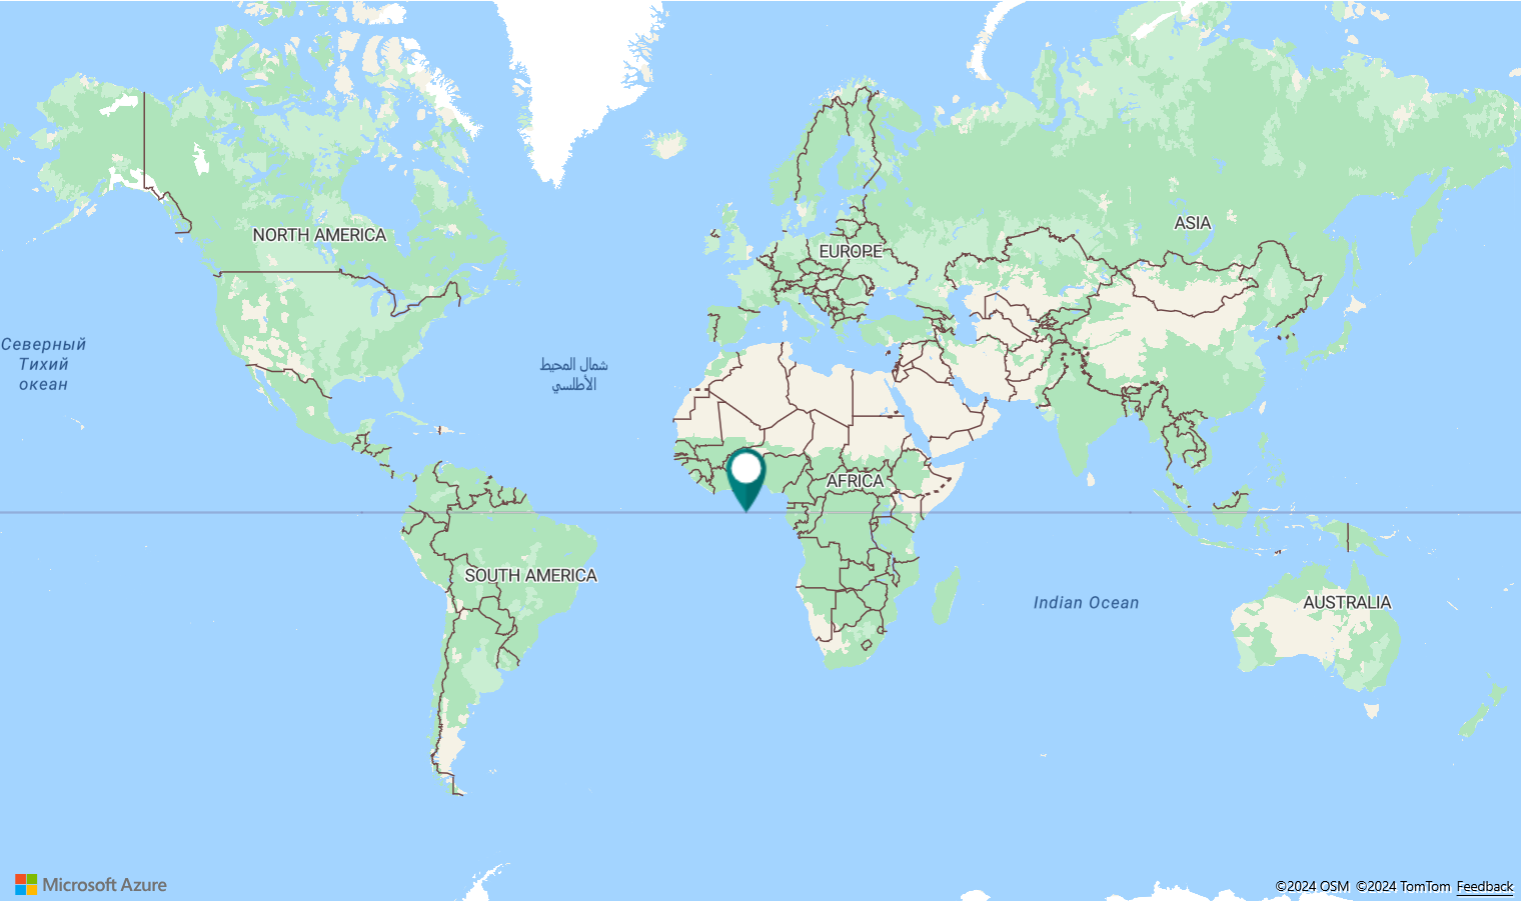 NORTH AMERICA
ASIA
EUROPE
Северный
Тихий
океан
شمال المحيط
الأطلسي
AFRICA
SOUTH AMERICA
Indian Ocean
AUSTRALIA
Microsoft Azure
©2024 OSM ©2024 TomTom Feedback